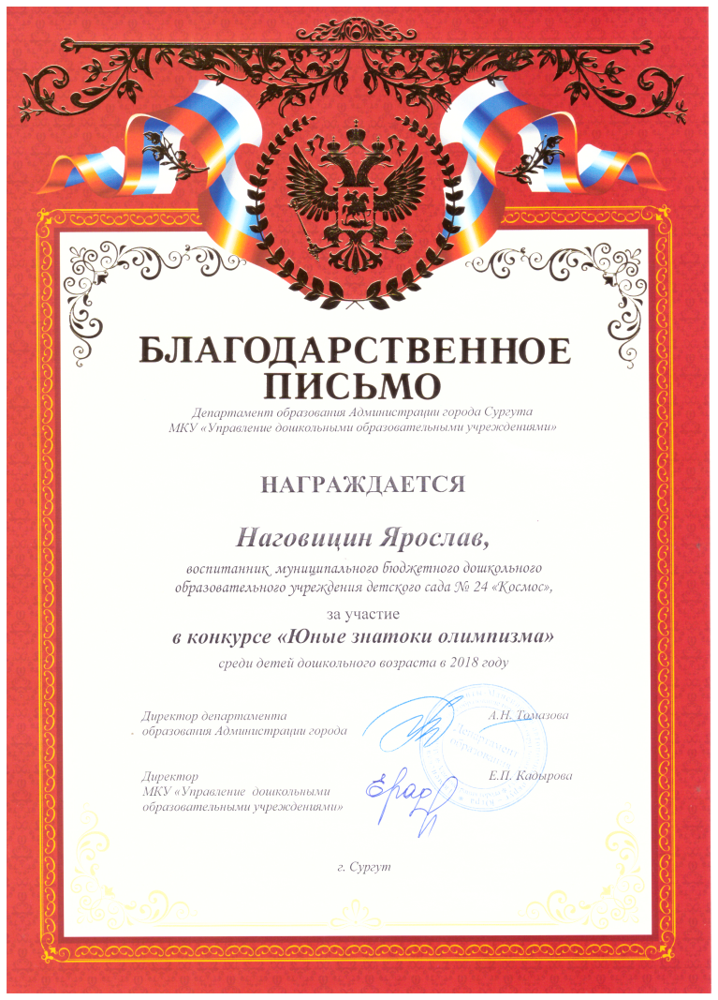 БЛАГОДАРСТВЕННОЕ
ПИСЬМО
Департамент образования Администрации города Сургута
МКУ «Управление дошкольными образовательными учреждениями»
НАГРАЖДАЕТСЯ
Наговицин Ярослав,
воспитанник муниципального бюджетного дошкольного
образовательного учреждения детского сада № 24 «Космос»,
за участие
в конкурсе «Юные знатоки олимпизма»
среди детей дошкольного возраста в 2018 году
Директор департамента
образования Администрации города
А.Н. Томазова
Департамент
образования
Директор
МКУ «Управление дошкольными
образовательными учреждениями»
Е.П. Кадырова
г. Сургут